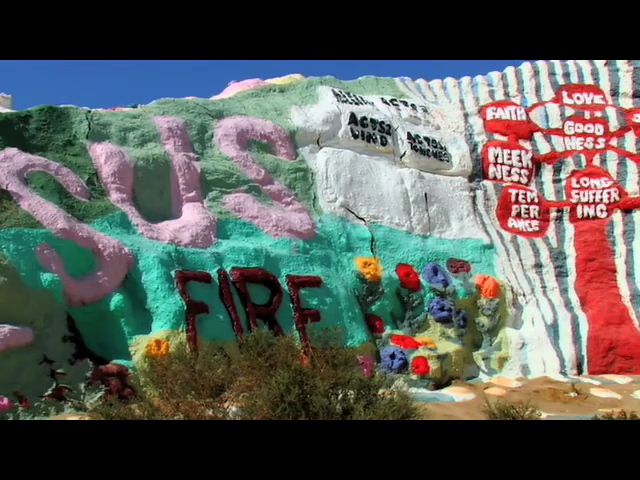 SUS
FIRE
ACTS 2
WIND
ACTS 2
TONGUES
FAITH
LOVE
GOOD
NESS
MEEK
NESS
TEM
PER
ANCE
LONG
SUFFER
ING